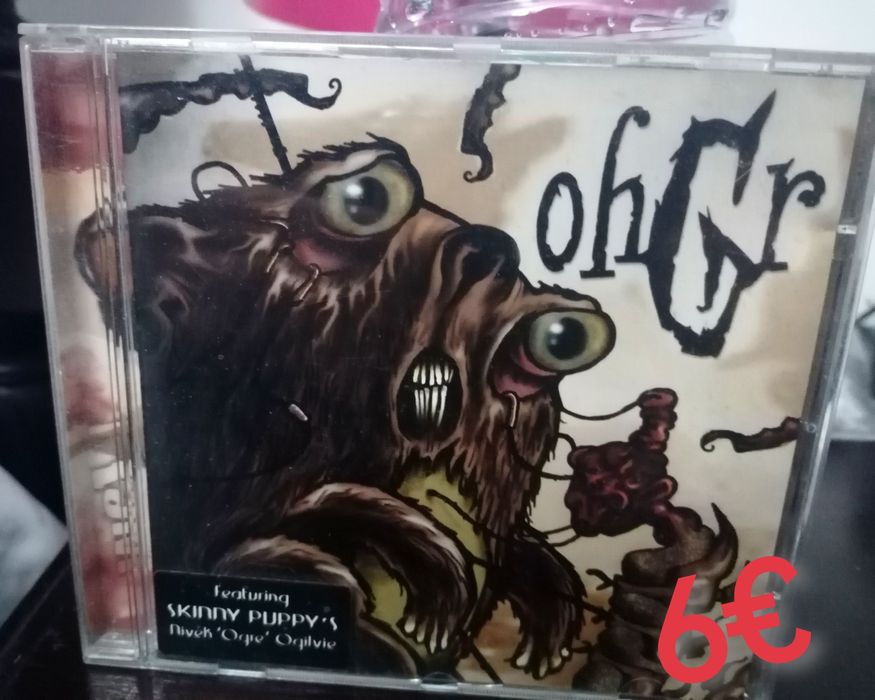 ohGr
Featuring
SKINNY PUPPY'S
Nivek 'Ogre' Ogilvie
6€